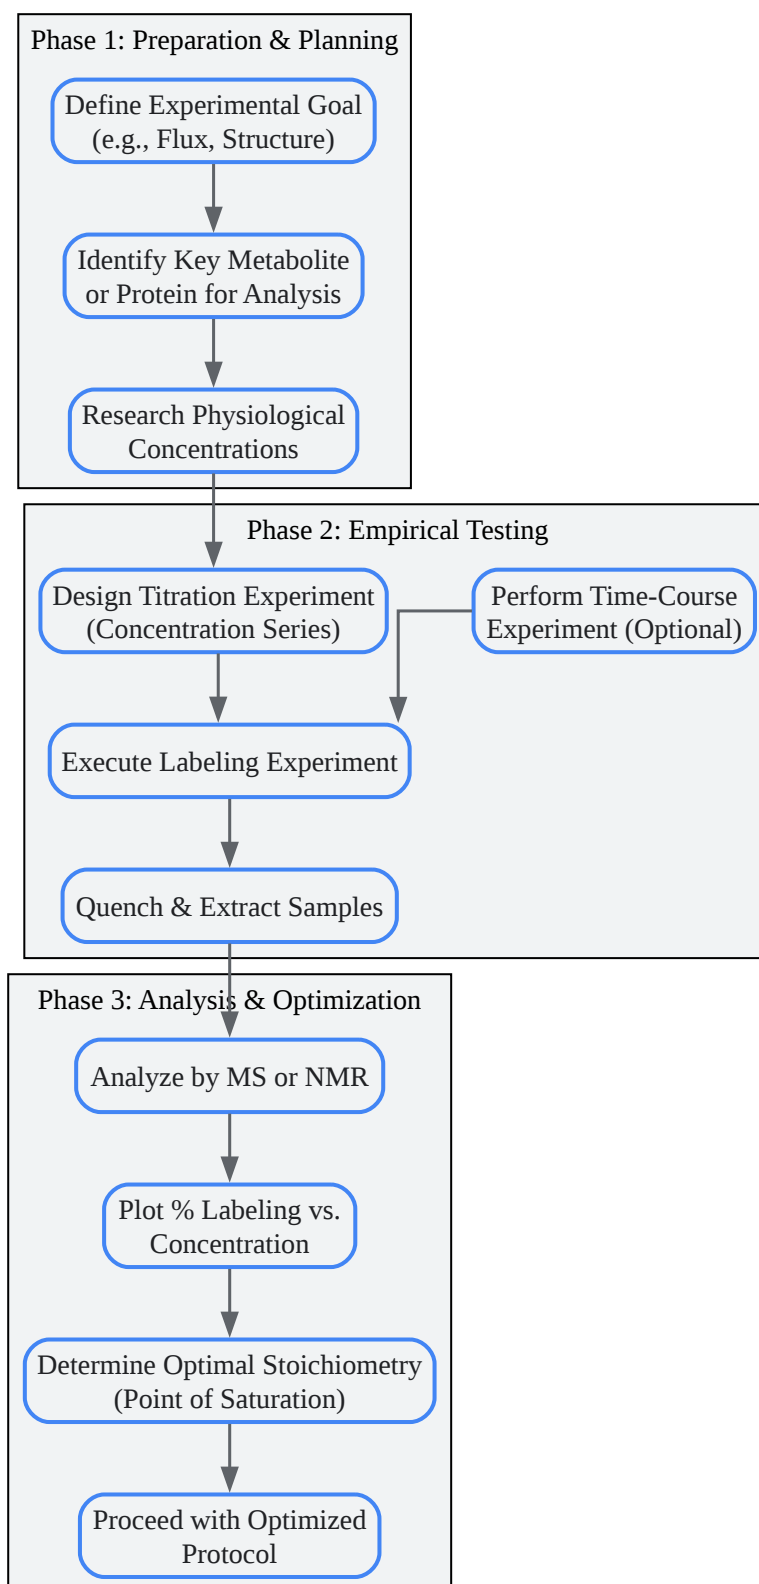 Phase 1: Preparation & Planning
Define Experimental Goal
(e.g., Flux, Structure)
Identify Key Metabolite
or Protein for Analysis
Research Physiological
Concentrations
Phase 2: Empirical Testing
Design Titration Experiment
(Concentration Series)
Perform Time-Course
Experiment (Optional)
Execute Labeling Experiment
Quench & Extract Samples
Phase 3: Analysis & Optimization
Analyze by MS or NMR
Plot % Labeling vs.
Concentration
Determine Optimal Stoichiometry
(Point of Saturation)
Proceed with Optimized
Protocol